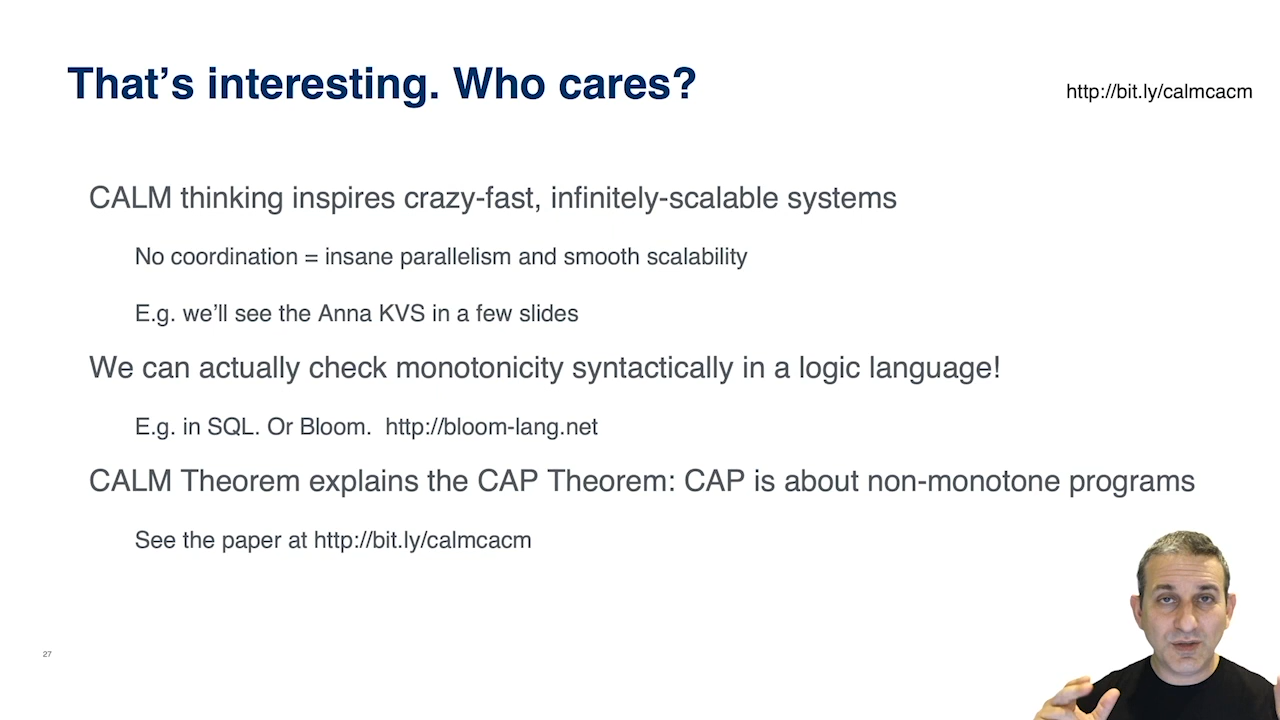 That’s interesting. Who cares?
http://bit.ly/calmcacm
CALM thinking inspires crazy-fast, infinitely-scalable systems
No coordination = insane parallelism and smooth scalability
E.g. we’ll see the Anna KVS in a few slides
We can actually check monotonicity syntactically in a logic language!
E.g. in SQL. Or Bloom.  http://bloom-lang.net
CALM Theorem explains the CAP Theorem: CAP is about non-monotone programs
See the paper at http://bit.ly/calmcacm
27